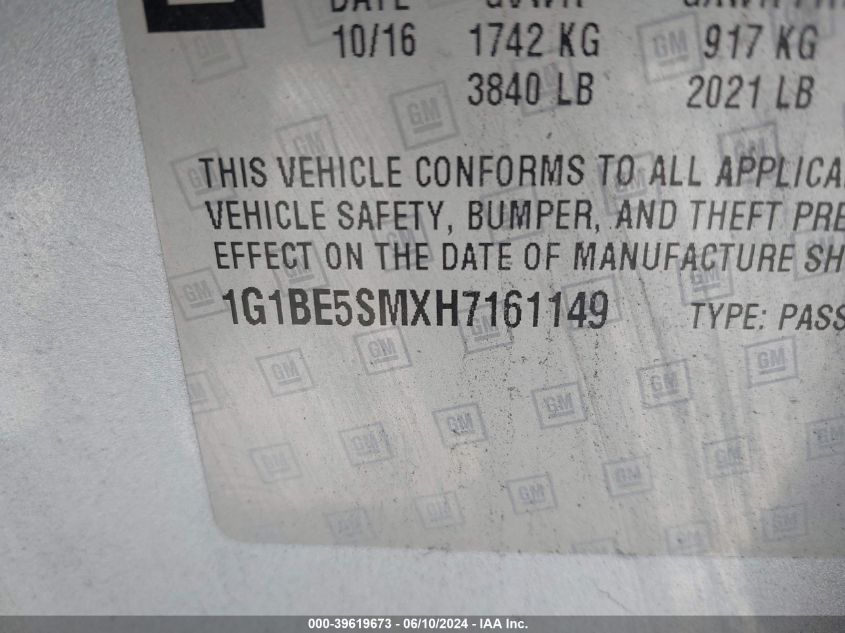 DATE GVWR GAWR FR
10/16 1742 KG 917 KG
3840 LB 2021 LB
THIS VEHICLE CONFORMS TO ALL APPLICA
VEHICLE SAFETY, BUMPER, AND THEFT PRE
EFFECT ON THE DATE OF MANUFACTURE SH
1G1BE5SMXH7161149 TYPE: PASS
GM
000-39619673 - 06/10/2024 - IAA Inc.